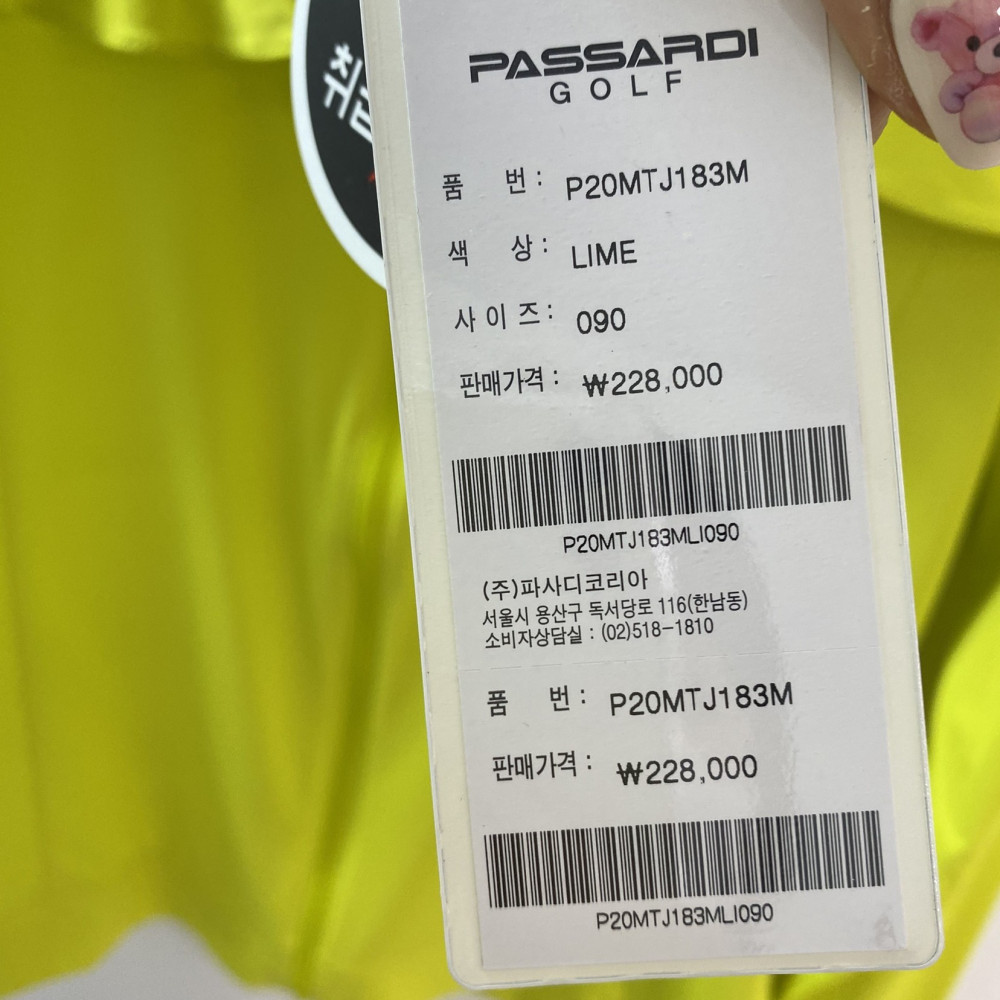 PASSARDI
GOLF
품 번 : P20MTJ183M
색 상 : LIME
사 이 즈 : 090
판매가격 : ₩228,000
P20MTJ183MLI090
(주)파사디코리아
서울시 용산구 독서당로 116(한남동)
소비자상담실 : (02)518-1810
품 번 : P20MTJ183M
판매가격 : ₩228,000
P20MTJ183MLI090